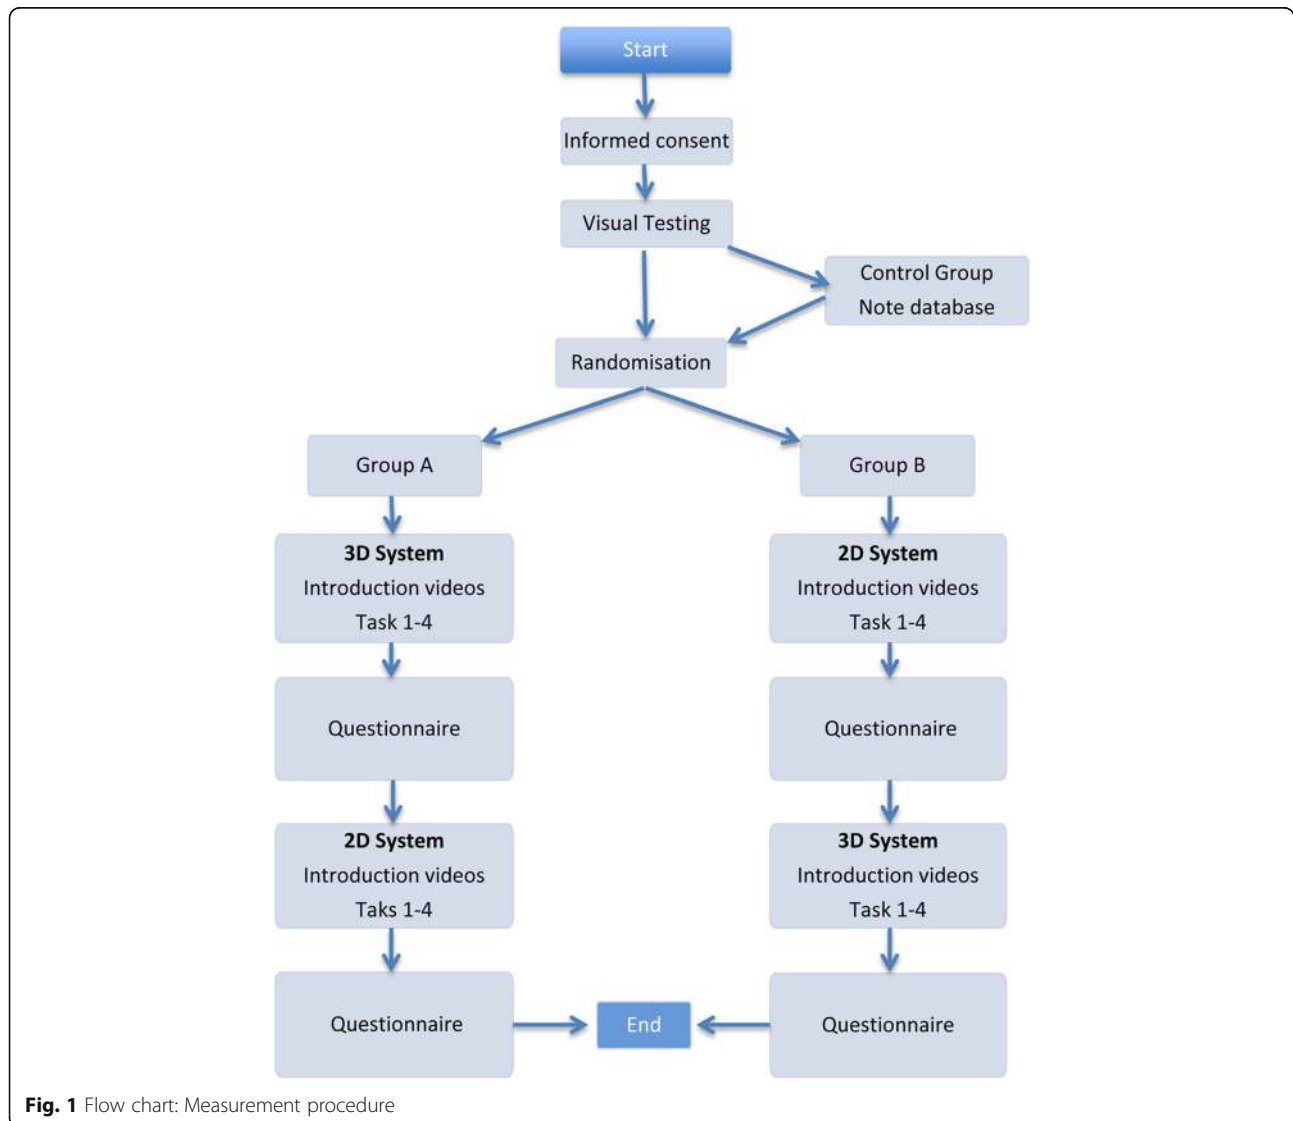 Start
Informed consent
Visual Testing
Control Group
Note database
Randomisation
Group A
Group B
3D System
Introduction videos
Task 1-4
2D System
Introduction videos
Task 1-4
Questionnaire
Questionnaire
2D System
Introduction videos
Taks 1-4
3D System
Introduction videos
Task 1-4
Questionnaire
End
Questionnaire
Fig. 1 Flow chart: Measurement procedure